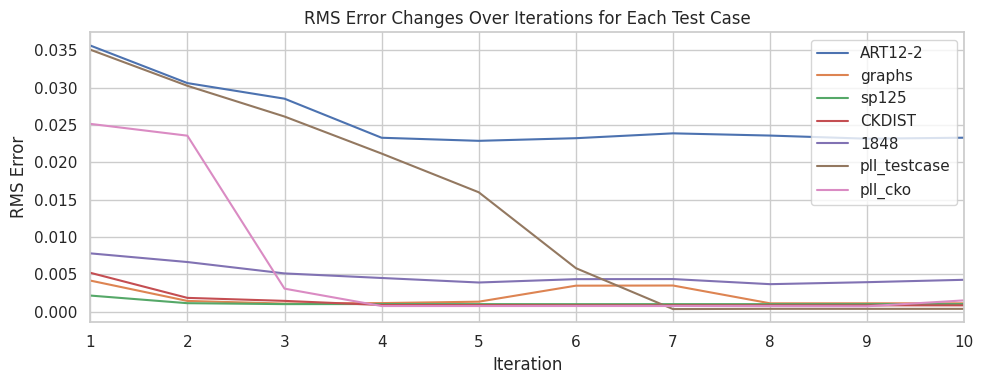 RMS Error Changes Over Iterations for Each Test Case
RMS Error
0.035
0.030
0.025
0.020
0.015
0.010
0.005
0.000
ART12-2
graphs
sp125
CKDIST
1848
pll_testcase
pll_cko
1 2 3 4 5 6 7 8 9 10
Iteration